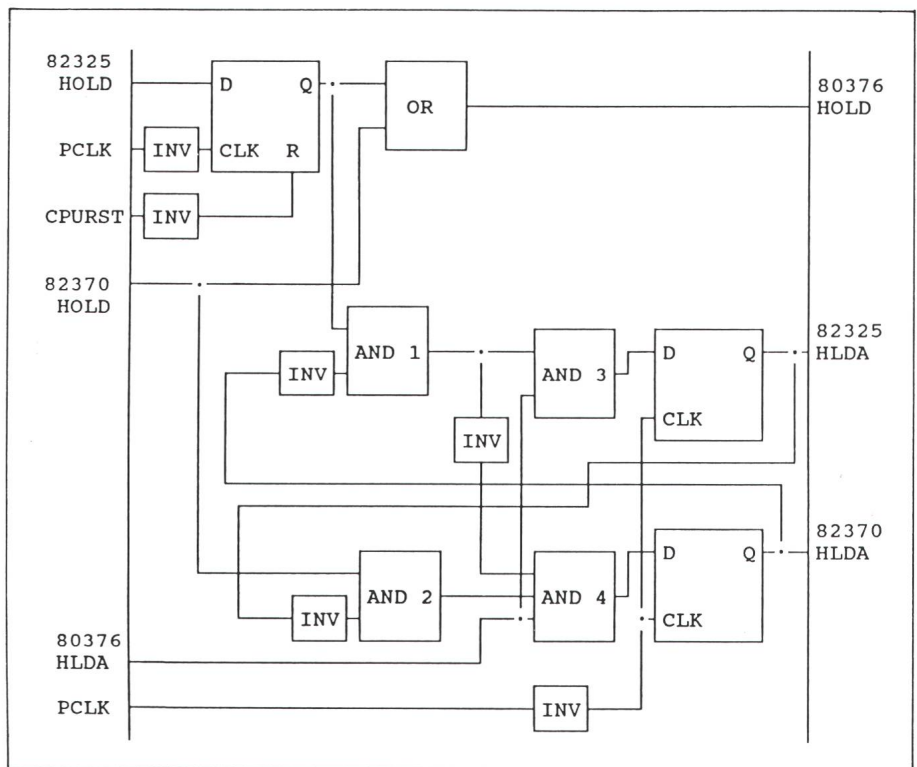 82325
HOLD
D Q
OR
80376
HOLD
PCLK
INV
CLK R
CPURST
INV
82370
HOLD
AND 1
INV
AND 3
D Q
82325
HLDA
CLK
INV
AND 2
INV
AND 4
D Q
82370
HLDA
CLK
80376
HLDA
PCLK
INV